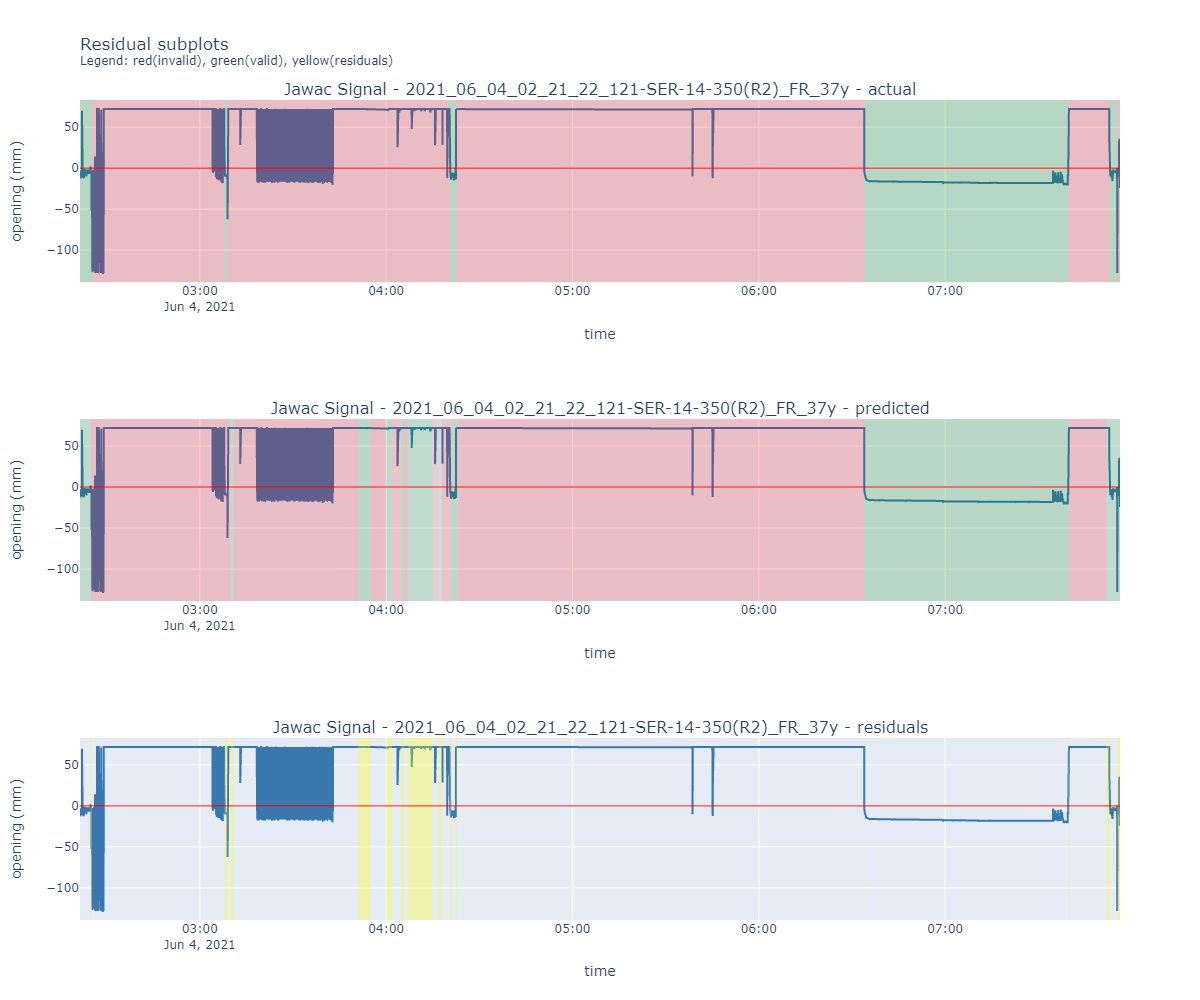 Residual subplots
Legend: red(invalid), green(valid), yellow(residuals)
Jawac Signal - 2021_06_04_02_21_22_121-SER-14-350(R2)_FR_37y - actual
opening (mm)
50
0
−50
−100
03:00
04:00
05:00
06:00
07:00
Jun 4, 2021
time
Jawac Signal - 2021_06_04_02_21_22_121-SER-14-350(R2)_FR_37y - predicted
opening (mm)
50
0
−50
−100
03:00
04:00
05:00
06:00
07:00
Jun 4, 2021
time
Jawac Signal - 2021_06_04_02_21_22_121-SER-14-350(R2)_FR_37y - residuals
opening (mm)
50
0
−50
−100
03:00
04:00
05:00
06:00
07:00
Jun 4, 2021
time